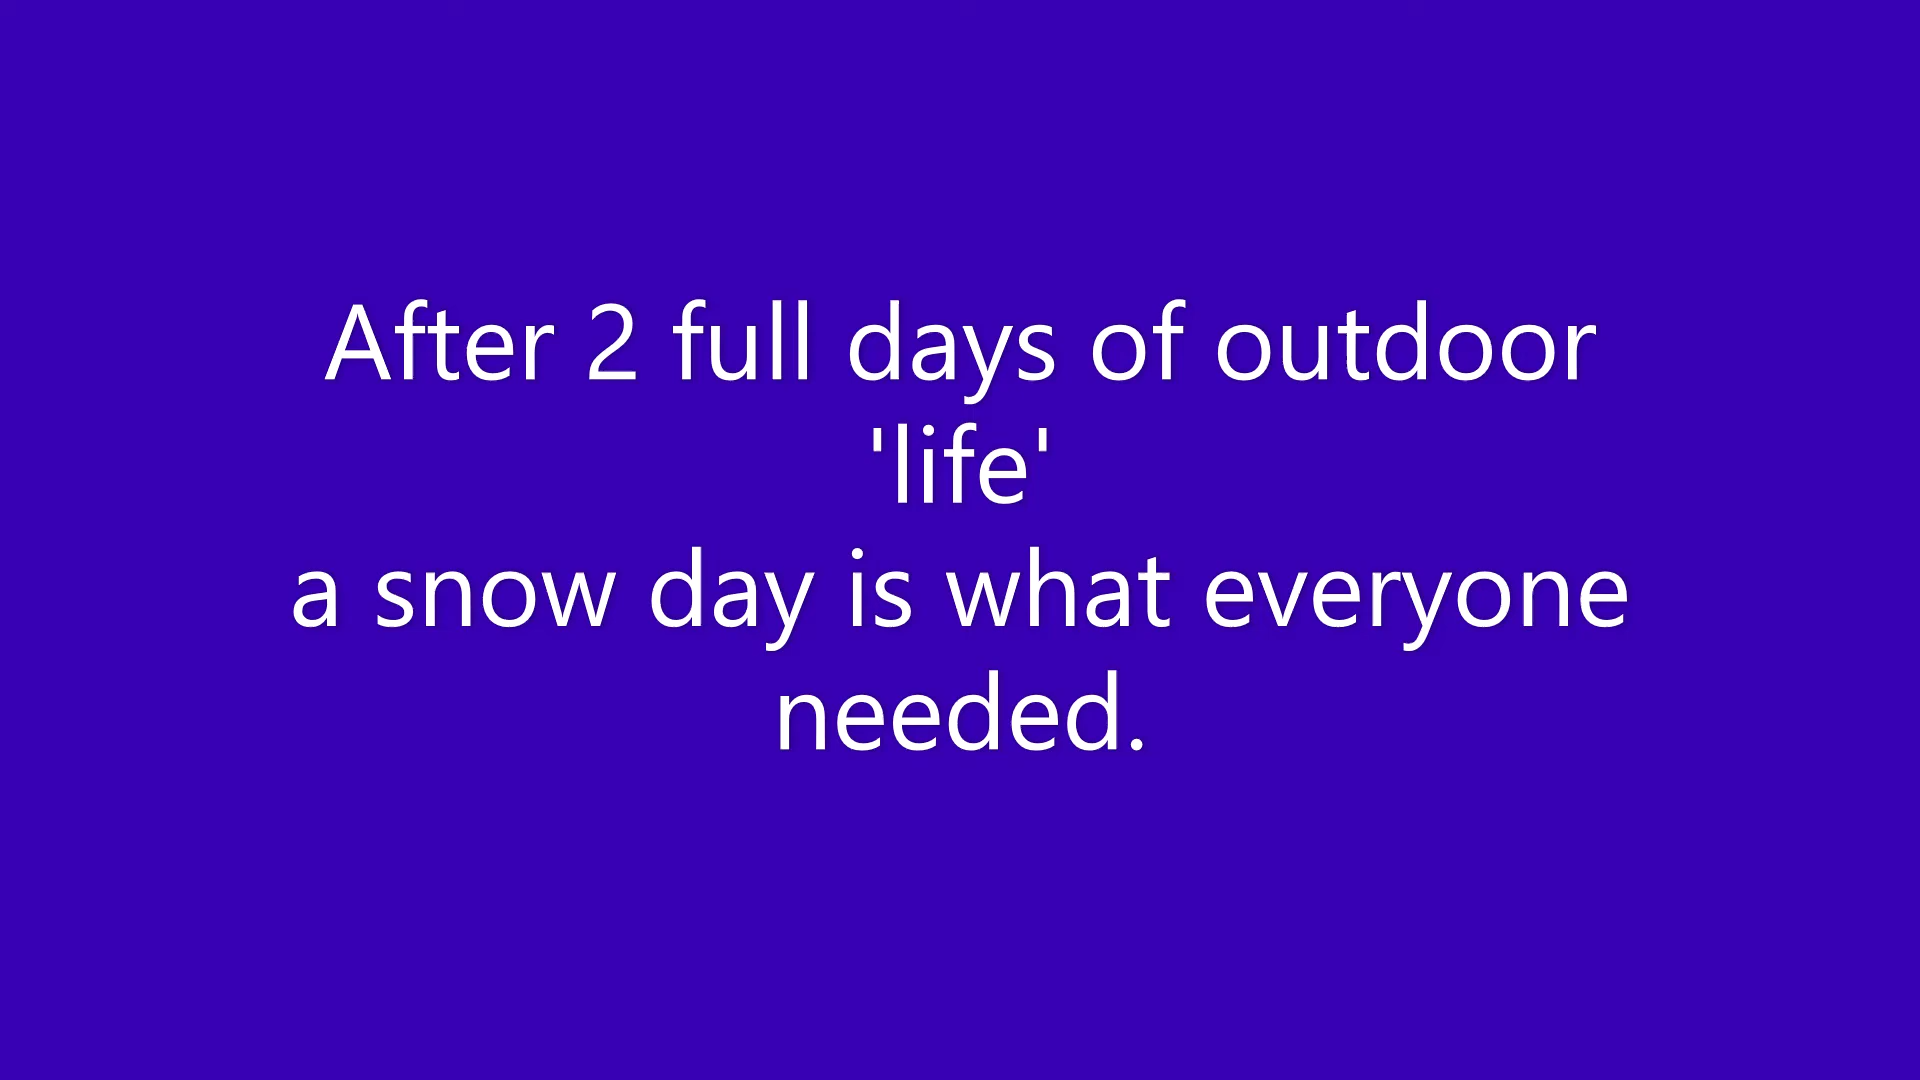 After 2 full days of outdoor
'life'
a snow day is what everyone
needed.